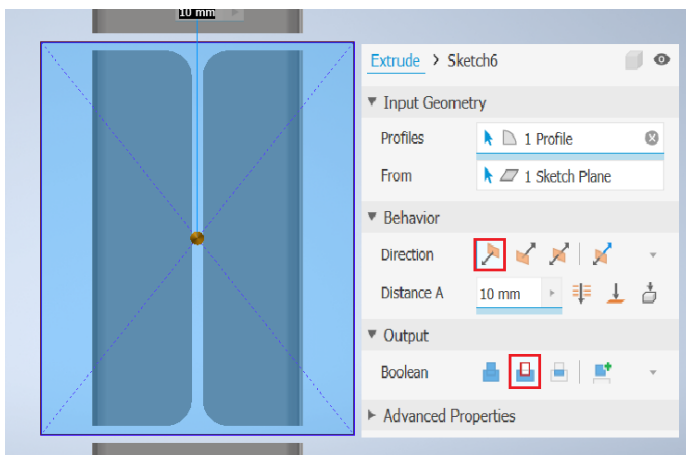 10 mm
Extrude > Sketch6
Input Geometry
Profiles 1 Profile
From 1 Sketch Plane
Behavior
Direction
Distance A 10 mm
Output
Boolean
Advanced Properties